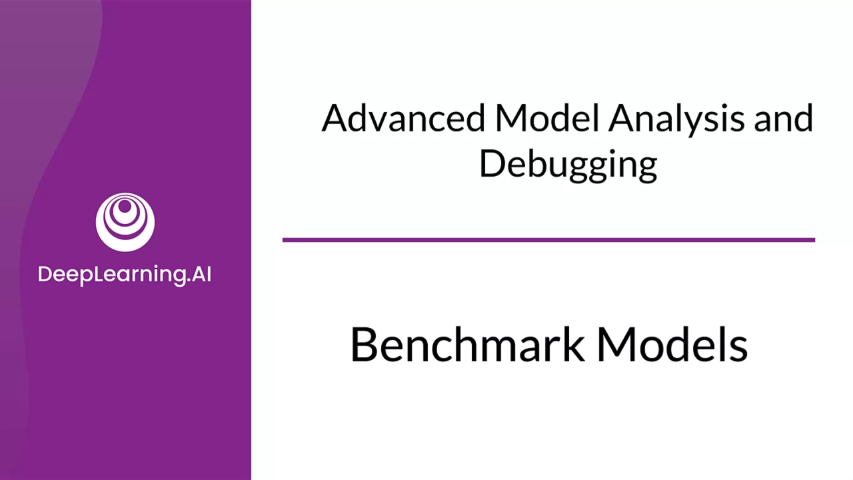 Advanced Model Analysis and
Debugging
DeepLearning.AI
Benchmark Models